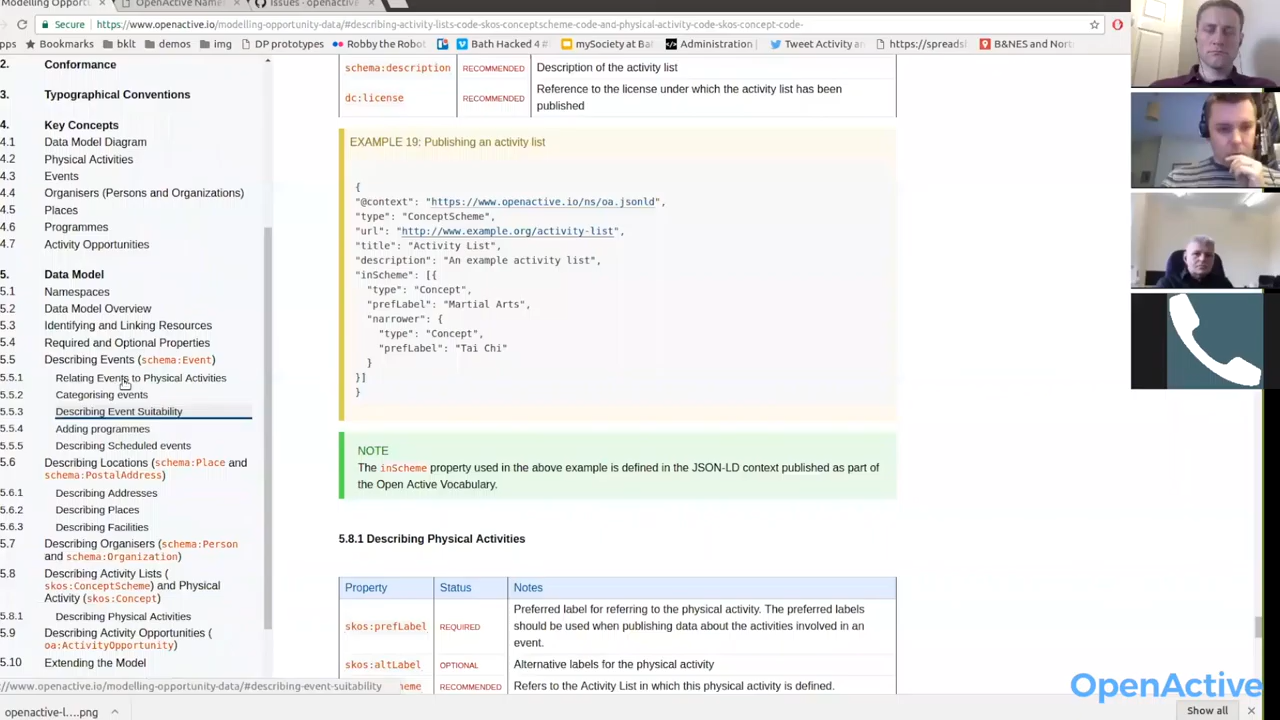 Modelling Opportunity Data
OpenActive Name
Issues · openactive
Secure
https://www.openactive.io/modelling-opportunity-data/#describing-activity-lists-code-skos-conceptscheme-code-and-physical-activity-code-skos-concept-code-
pps
Bookmarks
bklt
demos
img
DP prototypes
Robby the Robot
Bath Hacked 4 #
mySociety at Ba
Administration
Tweet Activity a
https://spreads
B&NES and Nor
2. Conformance
3. Typographical Conventions
4. Key Concepts
4.1 Data Model Diagram
4.2 Physical Activities
4.3 Events
4.4 Organisers (Persons and Organizations)
4.5 Places
4.6 Programmes
4.7 Activity Opportunities
5. Data Model
5.1 Namespaces
5.2 Data Model Overview
5.3 Identifying and Linking Resources
5.4 Required and Optional Properties
5.5 Describing Events (schema:Event)
5.5.1 Relating Events to Physical Activities
5.5.2 Categorising events
5.5.3 Describing Event Suitability
5.5.4 Adding programmes
5.5.5 Describing Scheduled events
5.6 Describing Locations (schema:Place and
schema:PostalAddress)
5.6.1 Describing Addresses
5.6.2 Describing Places
5.6.3 Describing Facilities
5.7 Describing Organisers (schema:Person
and schema:Organization)
5.8 Describing Activity Lists (
skos:ConceptScheme) and Physical
Activity (skos:Concept)
5.8.1 Describing Physical Activities
5.9 Describing Activity Opportunities (
oa:ActivityOpportunity)
5.10 Extending the Model
schema:description RECOMMENDED Description of the activity list
dc:license RECOMMENDED Reference to the license under which the activity list has been
published
EXAMPLE 19: Publishing an activity list
{
"@context": "https://www.openactive.io/ns/oa.jsonld",
"type": "ConceptScheme",
"url": "http://www.example.org/activity-list",
"title": "Activity List",
"description": "An example activity list",
"inScheme": [{
"type": "Concept",
"prefLabel": "Martial Arts",
"narrower": {
"type": "Concept",
"prefLabel": "Tai Chi"
}
}]
}
NOTE
The inScheme property used in the above example is defined in the JSON-LD context published as part of
the Open Active Vocabulary.
5.8.1 Describing Physical Activities
Property Status Notes
skos:prefLabel REQUIRED Preferred label for referring to the physical activity. The preferred labels
should be used when publishing data about the activities involved in an
event.
skos:altLabel OPTIONAL Alternative labels for the physical activity
eme RECOMMENDED Refers to the Activity List in which this physical activity is defined.
://www.openactive.io/modelling-opportunity-data/#describing-event-suitability
OpenActive
openactive-l....png
Show all